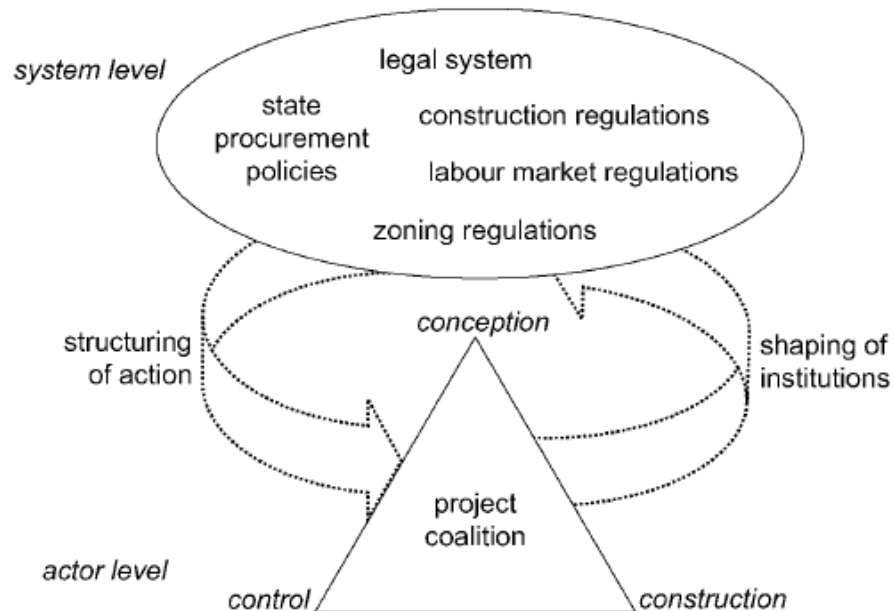 legal system
system level
state
procurement
policies
construction regulations
labour market regulations
zoning regulations
conception
structuring
of action
shaping of
institutions
project
coalition
actor level
control
construction